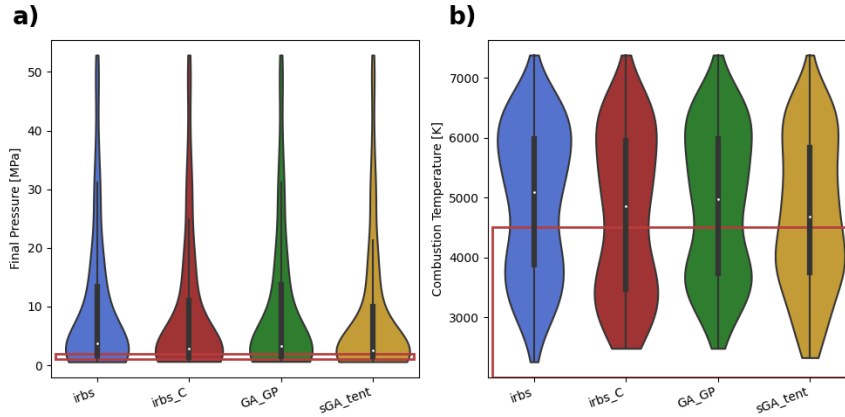 a)
Final Pressure [MPa]
50
40
30
20
10
0
irbs
irbs_C
GA_GP
sGA_tent
b)
Combustion Temperature [K]
7000
6000
5000
4000
3000
irbs
irbs_C
GA_GP
sGA_tent